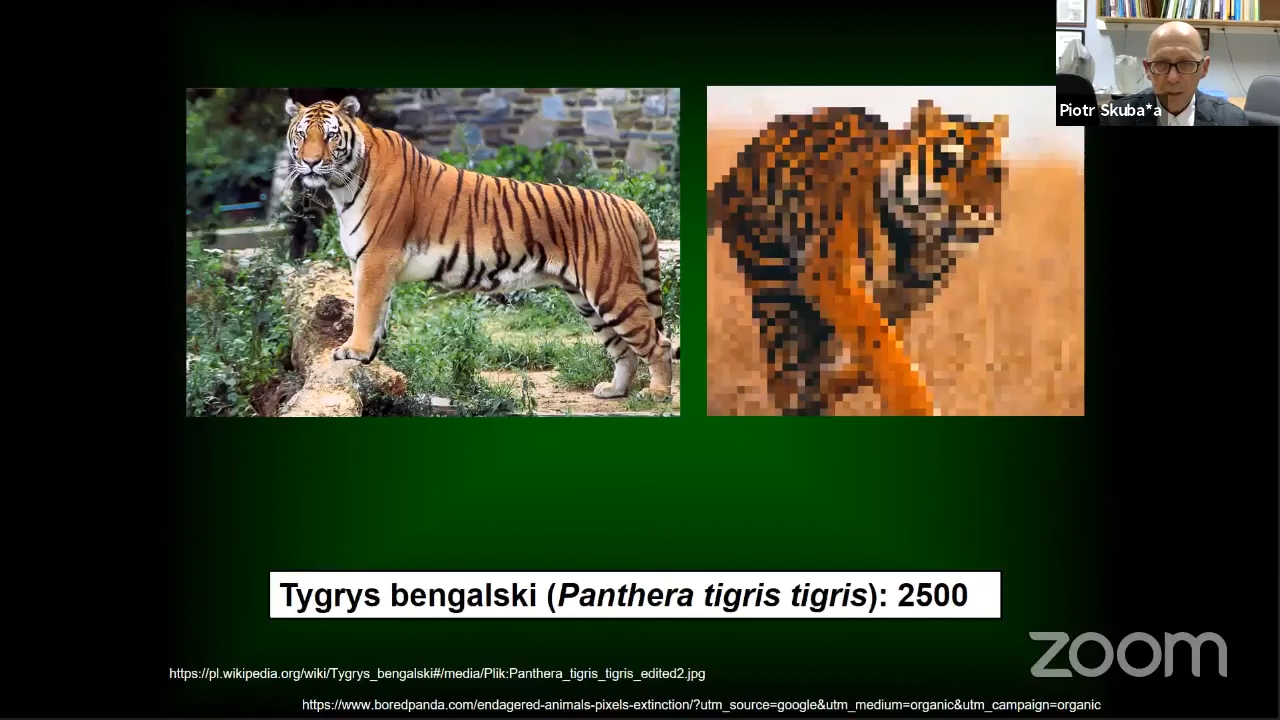 Piotr Skuba*a
Tygrys bengalski (Panthera tigris tigris): 2500
zoom
https://pl.wikipedia.org/wiki/Tygrys_bengalski#/media/Plik:Panthera_tigris_tigris_edited2.jpg
https://www.boredpanda.com/endagered-animals-pixels-extinction/?utm_source=google&utm_medium=organic&utm_campaign=organic